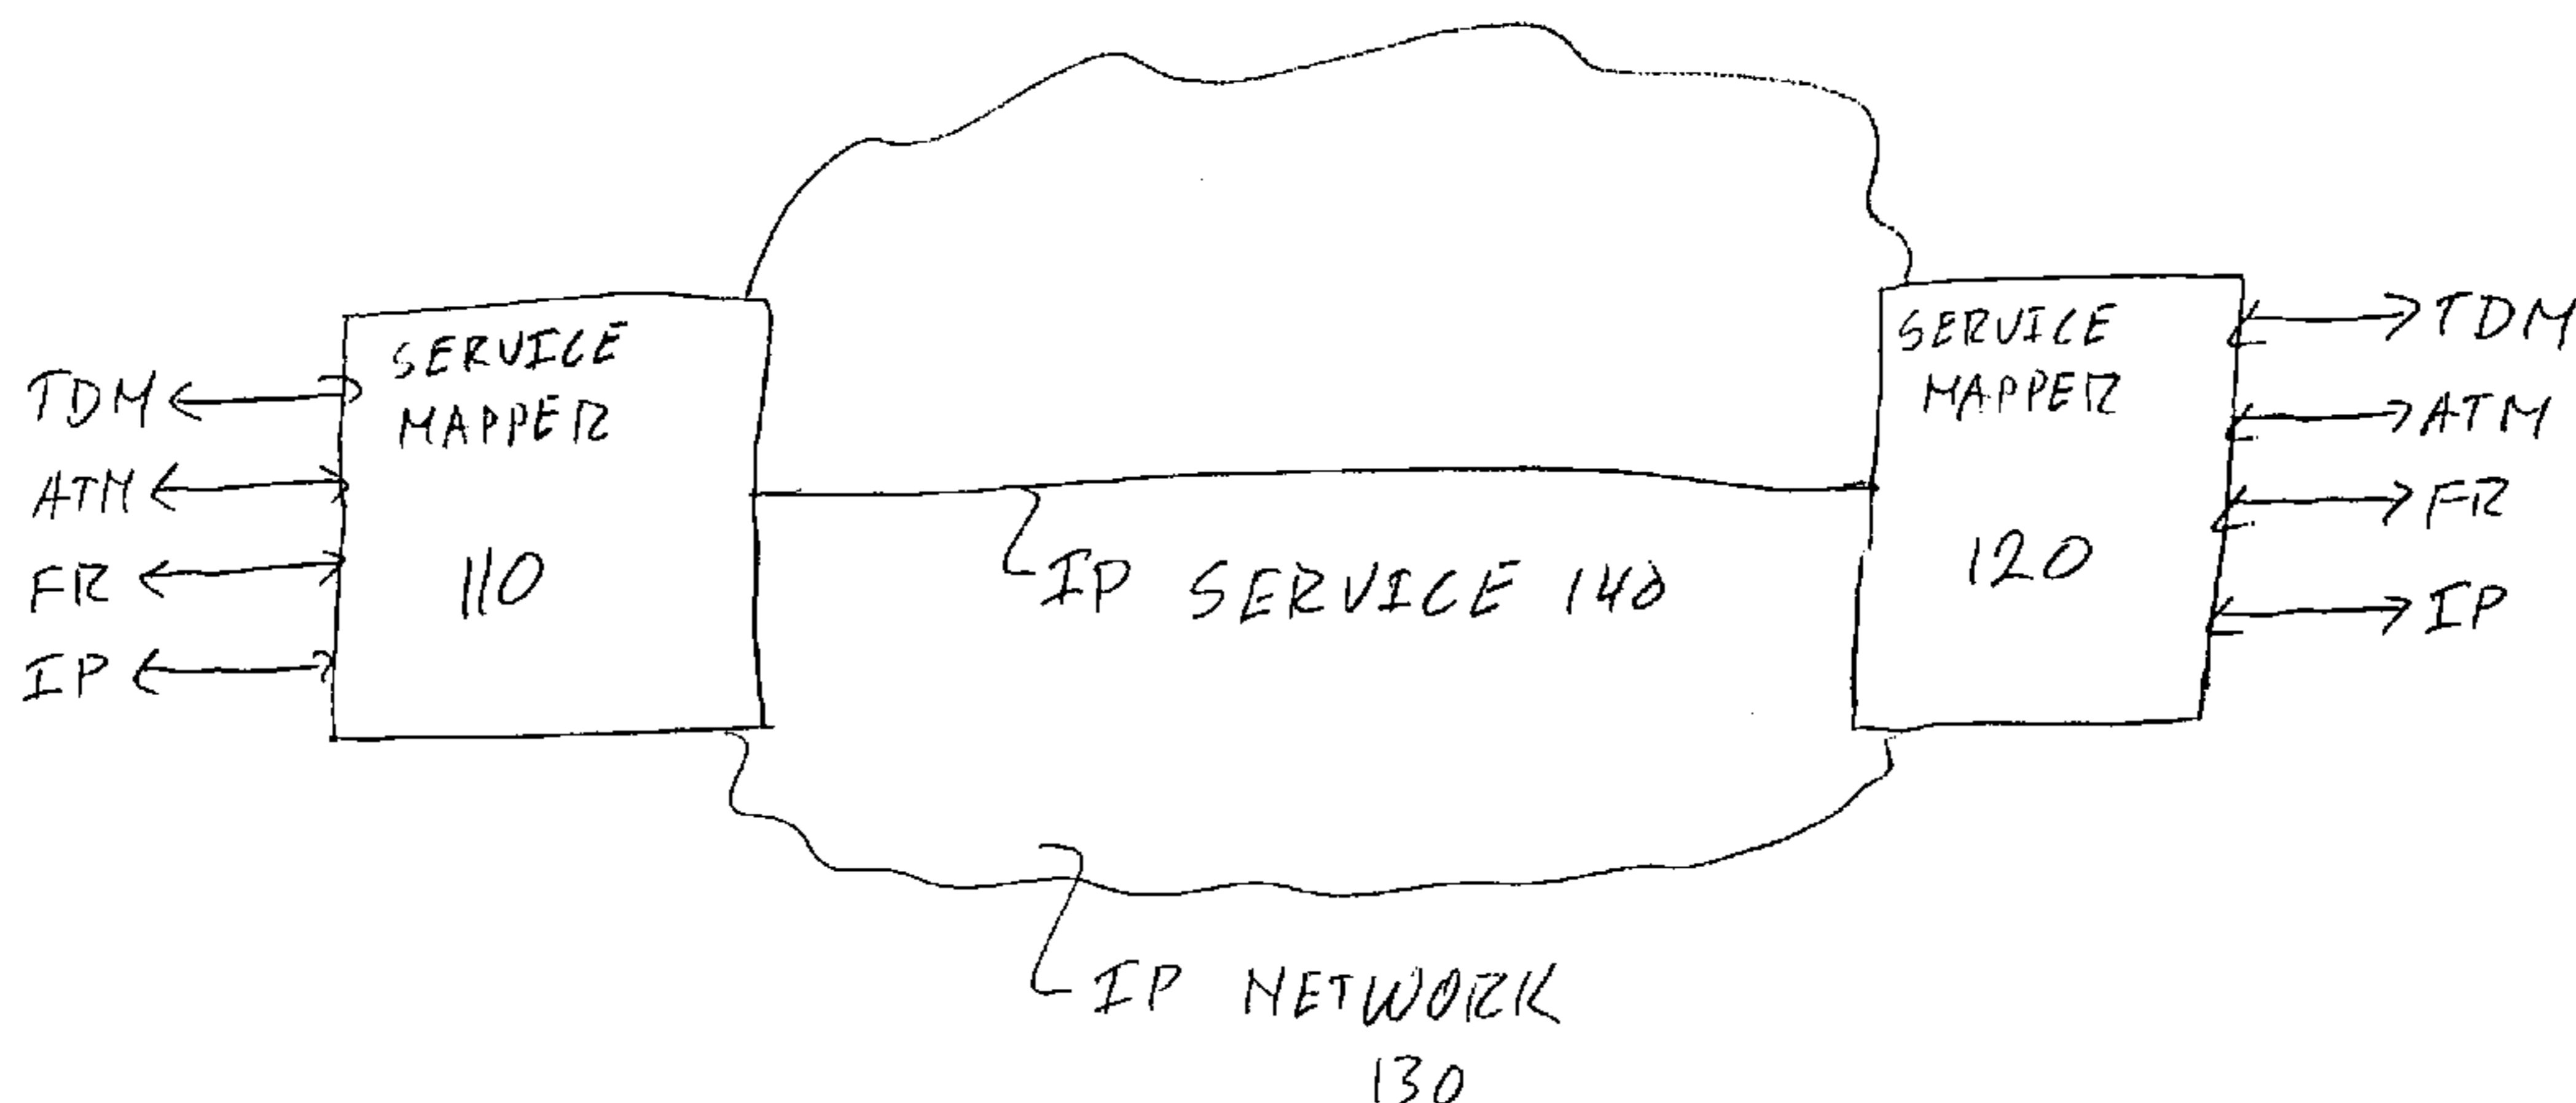 TDM
ATM
FR
IP
SERVICE
MAPPER
110
IP SERVICE 140
SERVICE
MAPPER
120
TDM
ATM
FR
IP
IP NETWORK
130